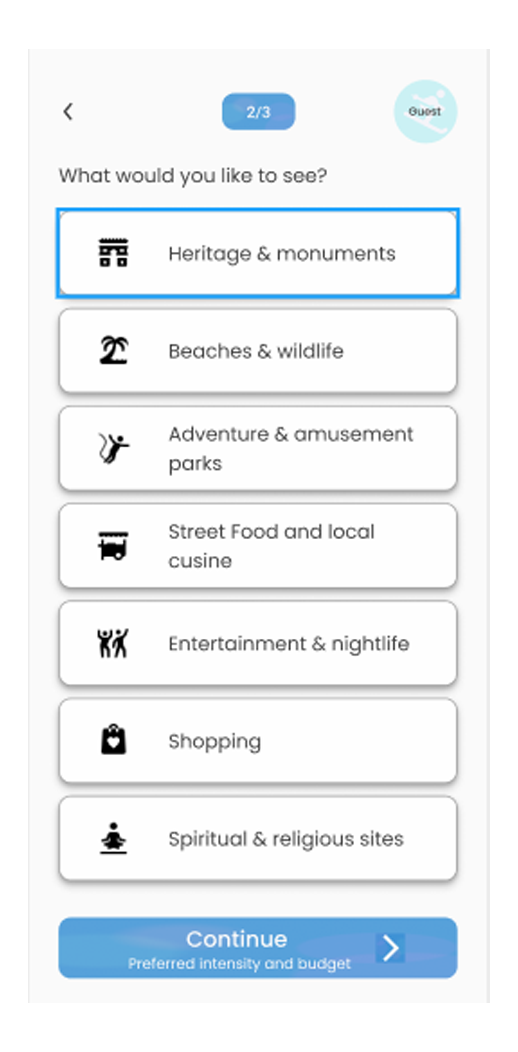 2/3
Guest
What would you like to see?
Heritage & monuments
Beaches & wildlife
Adventure & amusement
parks
Street Food and local
cusine
Entertainment & nightlife
Shopping
Spiritual & religious sites
Continue
Preferred intensity and budget